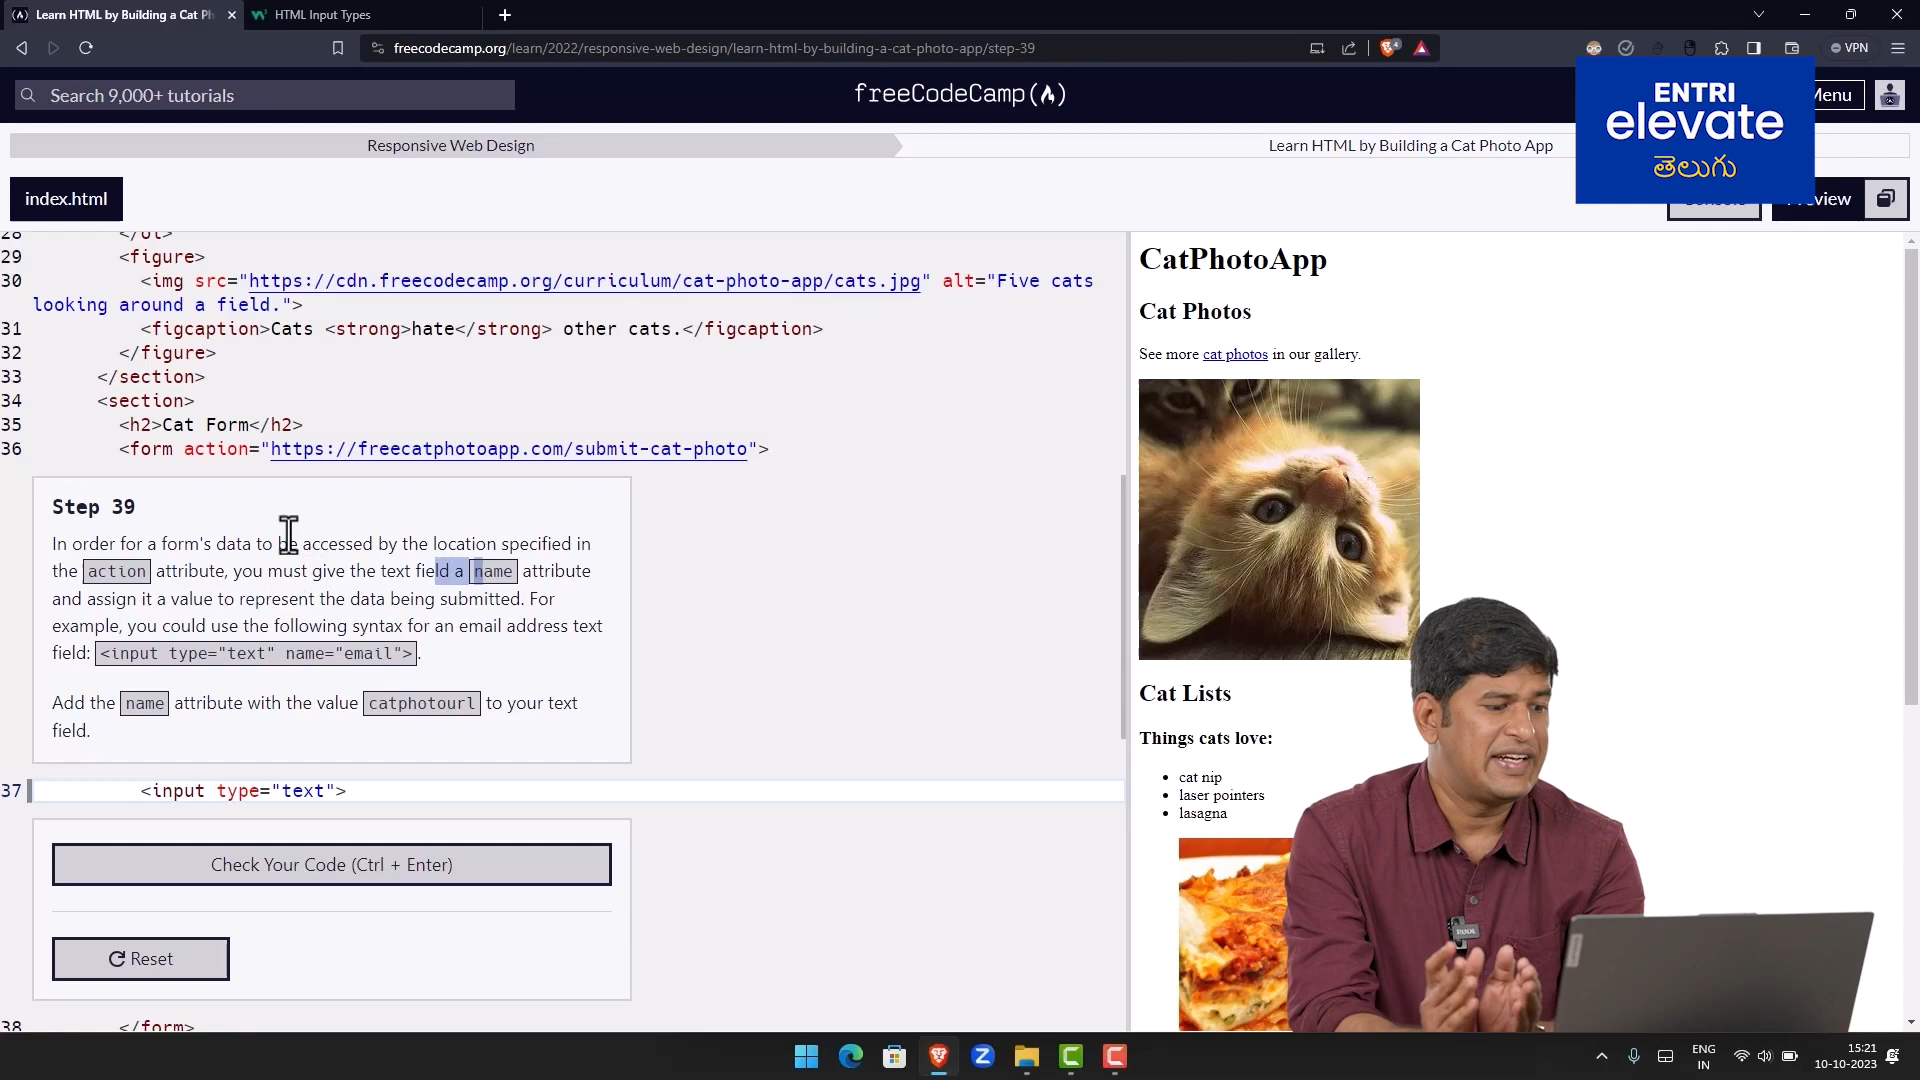 Learn HTML by Building a Cat Ph
HTML Input Types
freecodecamp.org/learn/2022/responsive-web-design/learn-html-by-building-a-cat-photo-app/step-39
VPN
Search 9,000+ tutorials
freeCodeCamp
Menu
ENTRI
elevate
తెలుగు
Responsive Web Design
Learn HTML by Building a Cat Photo App
index.html
28 </ol>
29 <figure>
30 <img src="https://cdn.freecodecamp.org/curriculum/cat-photo-app/cats.jpg" alt="Five cats
looking around a field.">
31 <figcaption>Cats <strong>hate</strong> other cats.</figcaption>
32 </figure>
33 </section>
34 <section>
35 <h2>Cat Form</h2>
36 <form action="https://freecatphotoapp.com/submit-cat-photo">
Step 39
In order for a form's data to be accessed by the location specified in
the action attribute, you must give the text field a name attribute
and assign it a value to represent the data being submitted. For
example, you could use the following syntax for an email address text
field: <input type="text" name="email">.
Add the name attribute with the value catphotourl to your text
field.
37 <input type="text">
Check Your Code (Ctrl + Enter)
Reset
38 </form>
CatPhotoApp
Cat Photos
See more cat photos in our gallery.
Cat Lists
Things cats love:
• cat nip
• laser pointers
• lasagna
RODE
Lenovo
ENG
IN
15:21
10-10-2023